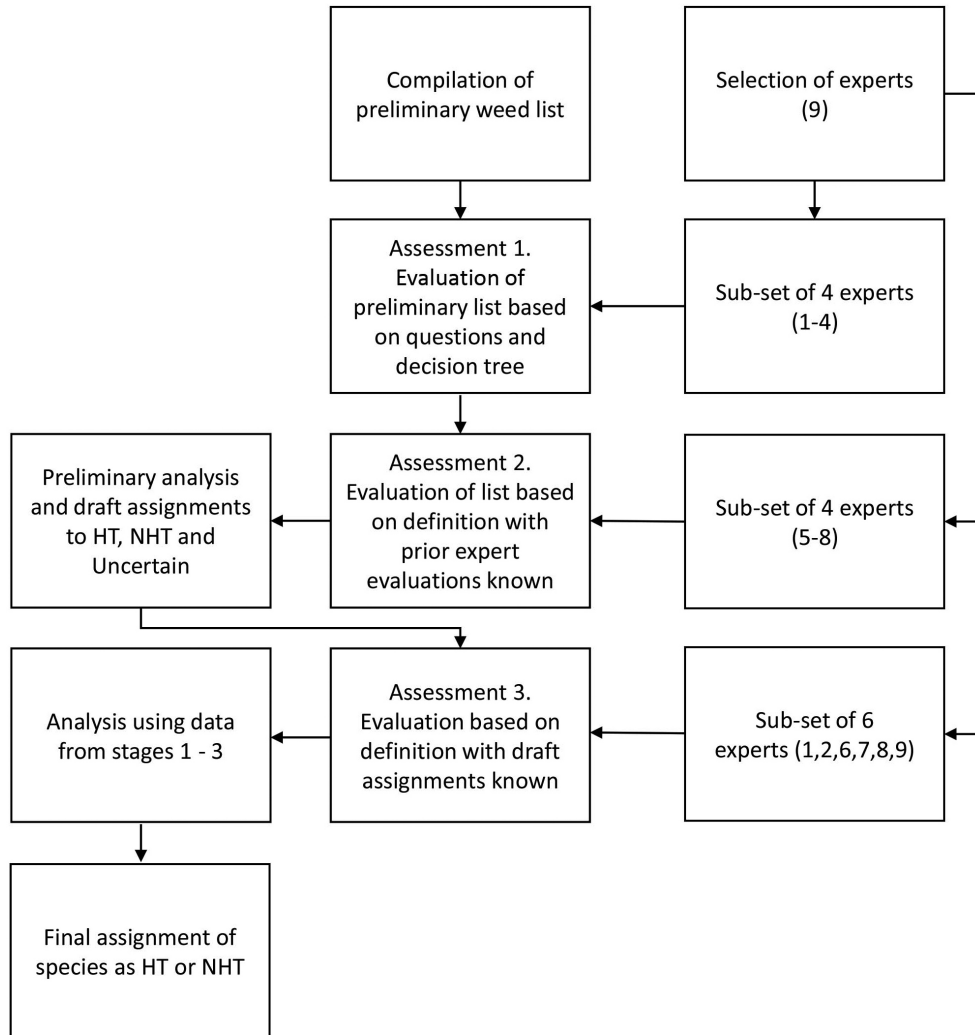 Compilation of
preliminary weed list
Selection of experts
(9)
Assessment 1.
Evaluation of
preliminary list based
on questions and
decision tree
Sub-set of 4 experts
(1-4)
Preliminary analysis
and draft assignments
to HT, NHT and
Uncertain
Assessment 2.
Evaluation of list based
on definition with
prior expert
evaluations known
Sub-set of 4 experts
(5-8)
Analysis using data
from stages 1 - 3
Assessment 3.
Evaluation based on
definition with draft
assignments known
Sub-set of 6
experts (1,2,6,7,8,9)
Final assignment of
species as HT or NHT